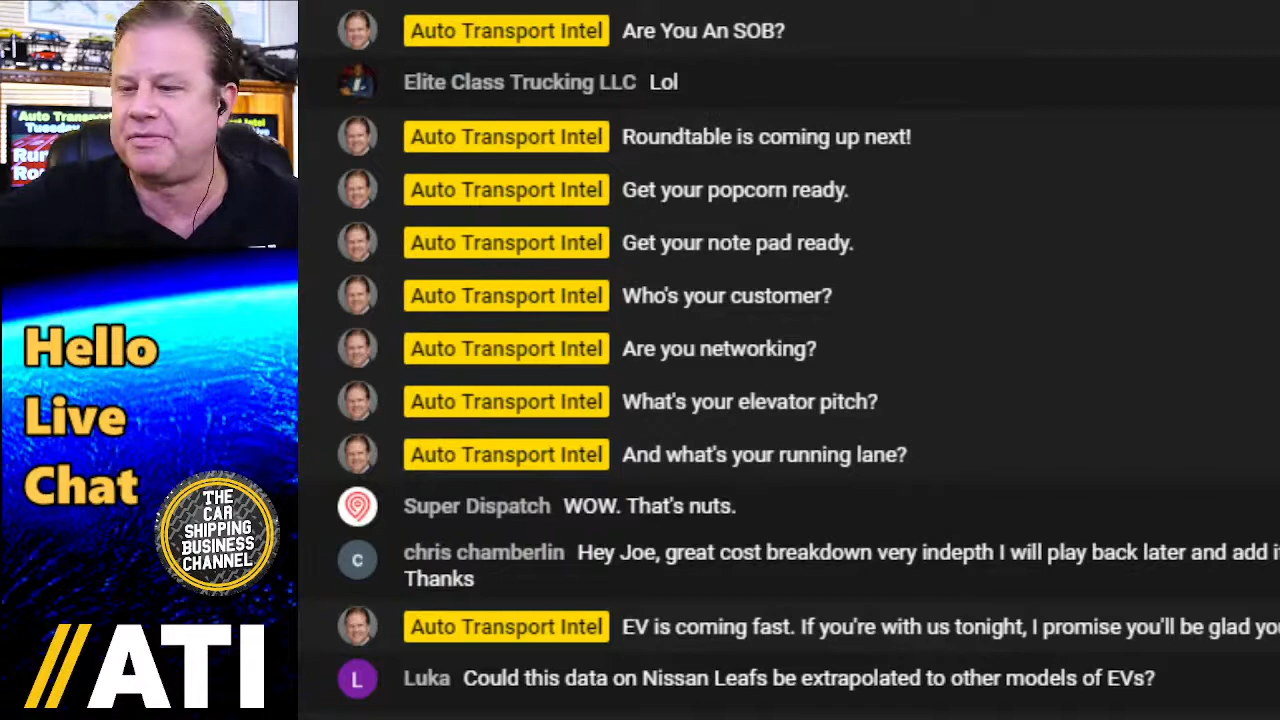 Auto Transport
Tuesday
Auto Transport Intel Are You An SOB?
Elite Class Trucking LLC Lol
Auto Transport Intel Roundtable is coming up next!
Auto Transport Intel Get your popcorn ready.
Auto Transport Intel Get your note pad ready.
Auto Transport Intel Who's your customer?
Auto Transport Intel Are you networking?
Auto Transport Intel What's your elevator pitch?
Auto Transport Intel And what's your running lane?
Super Dispatch WOW. That's nuts.
C chris chamberlin Hey Joe, great cost breakdown very indepth I will play back later and add
Thanks
Auto Transport Intel EV is coming fast. If you're with us tonight, I promise you'll be glad
L Luka Could this data on Nissan Leafs be extrapolated to other models of EVs?
Hello
Live
Chat
THE
CAR
SHIPPING
BUSINESS
CHANNEL
//ATI